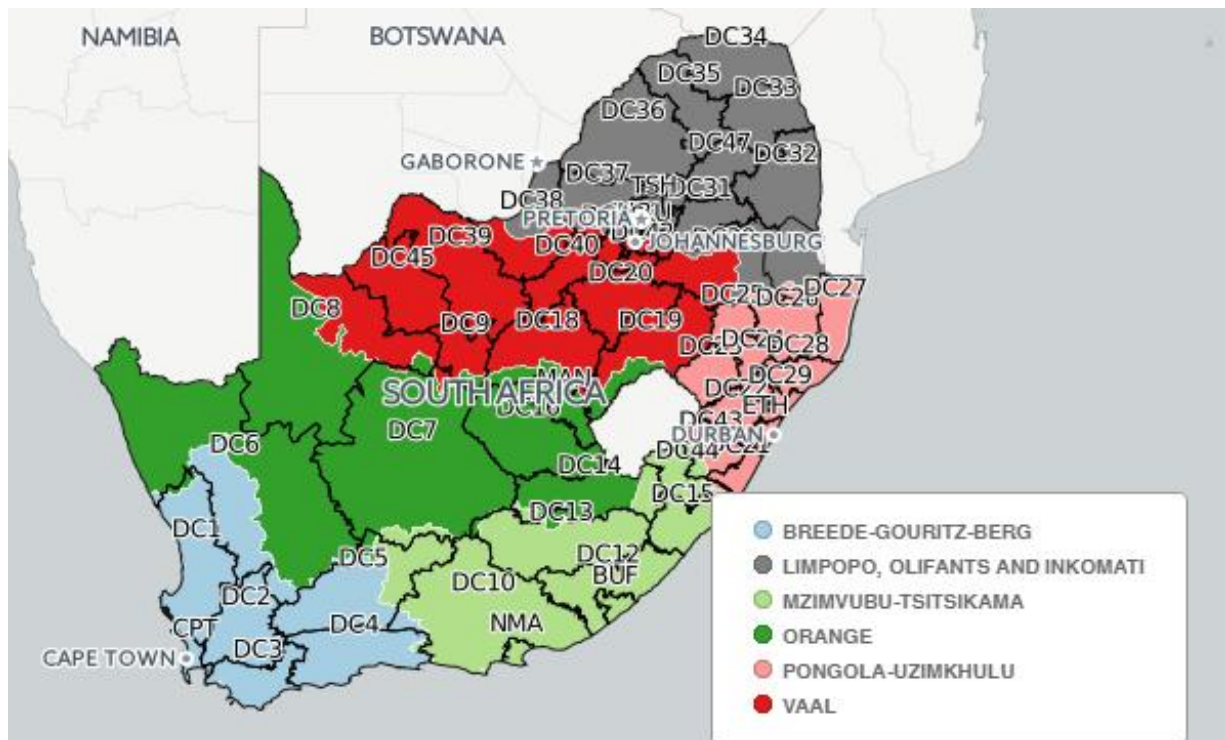 NAMIBIA
BOTSWANA
DC34
DC35
DC33
DC36
DC47
DC32
GABORONE
DC37
TSH
DC31
DC38
PRETORIA
DC39
DC40
JOHANNESBURG
DC45
DC20
DC27
DC8
DC9
DC18
DC19
DC28
DC29
MAN
SOUTH AFRICA
ETH
DC7
DC43
DURBAN
DC6
DC44
DC14
DC15
DC13
DC1
DC5
DC12
DC10
BUF
DC2
CPT
DC4
NMA
DC3
CAPE TOWN
BREEDE-GOURITZ-BERG
LIMPOPO, OLIFANTS AND INKOMATI
MZIMVUBU-TSITSIKAMA
ORANGE
PONGOLA-UZIMKHULU
VAAL